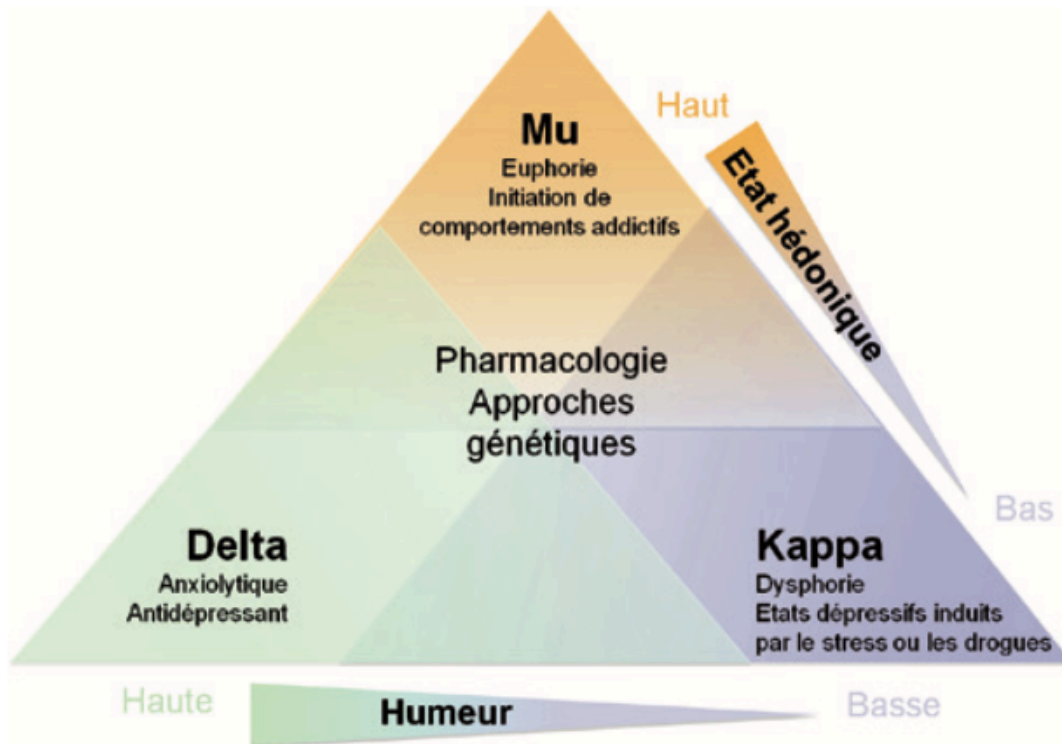 Haut
Mu
Euphorie
Initiation de
comportements addictifs
Etat hédonique
Pharmacologie
Approches
génétiques
Bas
Delta
Anxiolytique
Antidépressant
Kappa
Dysphorie
Etats dépressifs induits
par le stress ou les drogues
Haute
Humeur
Basse